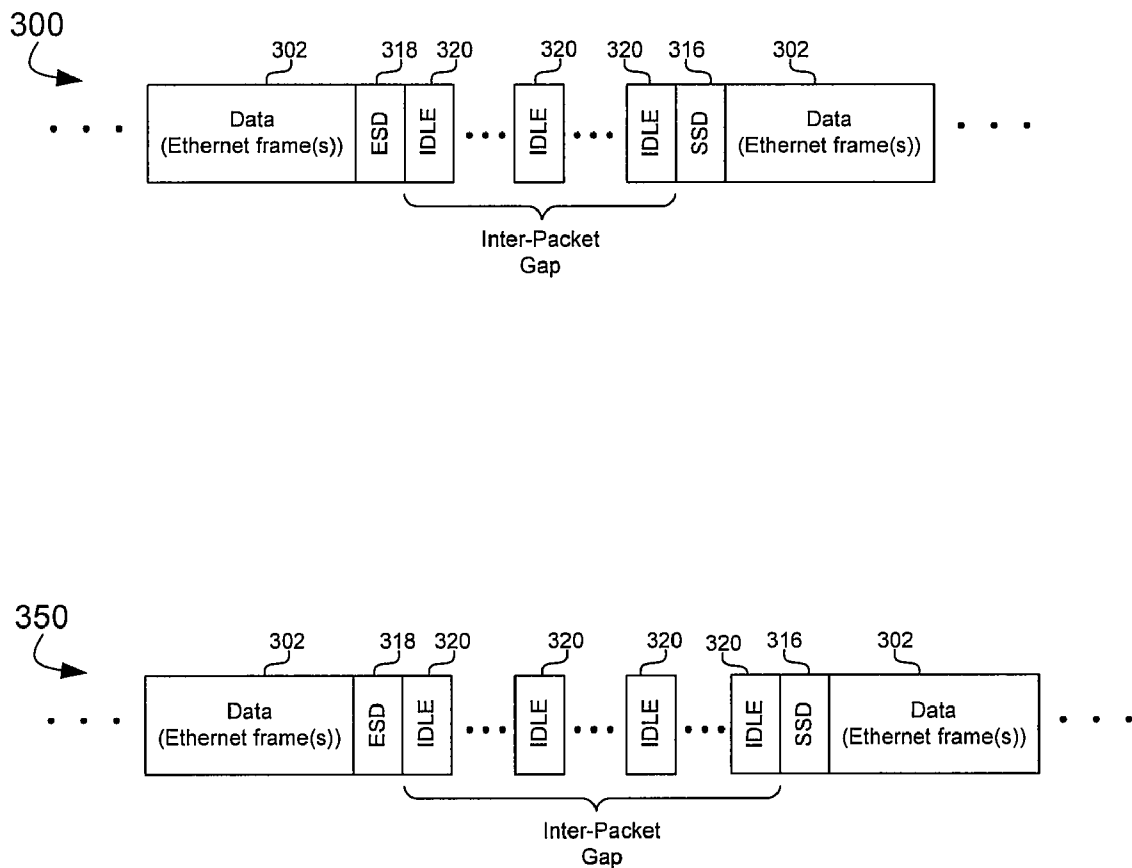 300
302
318
320
320
320
316
302
Data
(Ethernet frame(s))
ESD
IDLE
IDLE
IDLE
SSD
Data
(Ethernet frame(s))
Inter-Packet
Gap
350
302
318
320
320
320
320
316
302
Data
(Ethernet frame(s))
ESD
IDLE
IDLE
IDLE
IDLE
SSD
Data
(Ethernet frame(s))
Inter-Packet
Gap